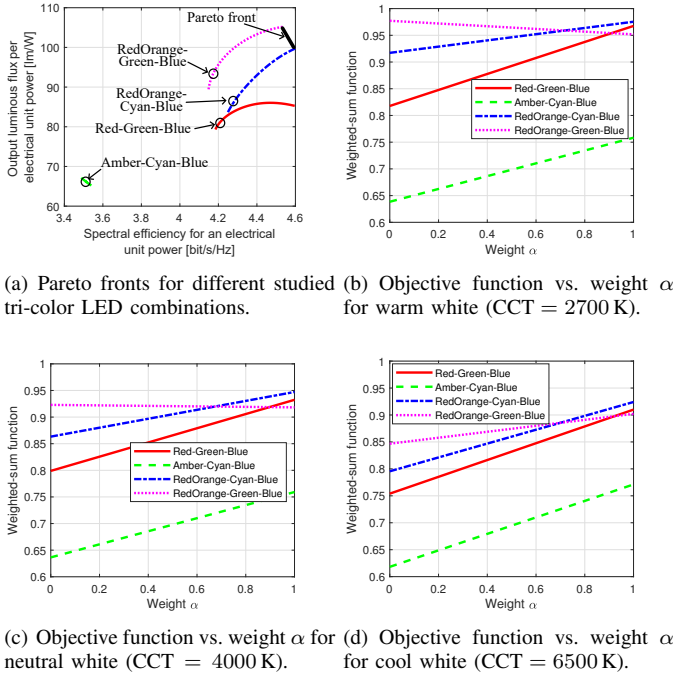 110
100
90
80
70
60
3.4
3.6
3.8
4
4.2
4.4
4.6
Output luminous flux per
electrical unit power [lm/W]
Spectral efficiency for an electrical
unit power [bit/s/Hz]
Pareto front
RedOrange-
Green-Blue
RedOrange-
Cyan-Blue
Red-Green-Blue
Amber-Cyan-Blue
1
0.95
0.9
0.85
0.8
0.75
0.7
0.65
0.6
0
0.2
0.4
0.6
0.8
1
Weighted-sum function
Weight α
Red-Green-Blue
Amber-Cyan-Blue
RedOrange-Cyan-Blue
RedOrange-Green-Blue
(a) Pareto fronts for different studied
tri-color LED combinations.
(b) Objective function vs. weight α
for warm white (CCT = 2700 K).
1
0.95
0.9
0.85
0.8
0.75
0.7
0.65
0.6
0
0.2
0.4
0.6
0.8
1
Weighted-sum function
Weight α
Red-Green-Blue
Amber-Cyan-Blue
RedOrange-Cyan-Blue
RedOrange-Green-Blue
1
0.95
0.9
0.85
0.8
0.75
0.7
0.65
0.6
0
0.2
0.4
0.6
0.8
1
Weighted-sum function
Weight α
Red-Green-Blue
Amber-Cyan-Blue
RedOrange-Cyan-Blue
RedOrange-Green-Blue
(c) Objective function vs. weight α for
neutral white (CCT = 4000 K).
(d) Objective function vs. weight α
for cool white (CCT = 6500 K).